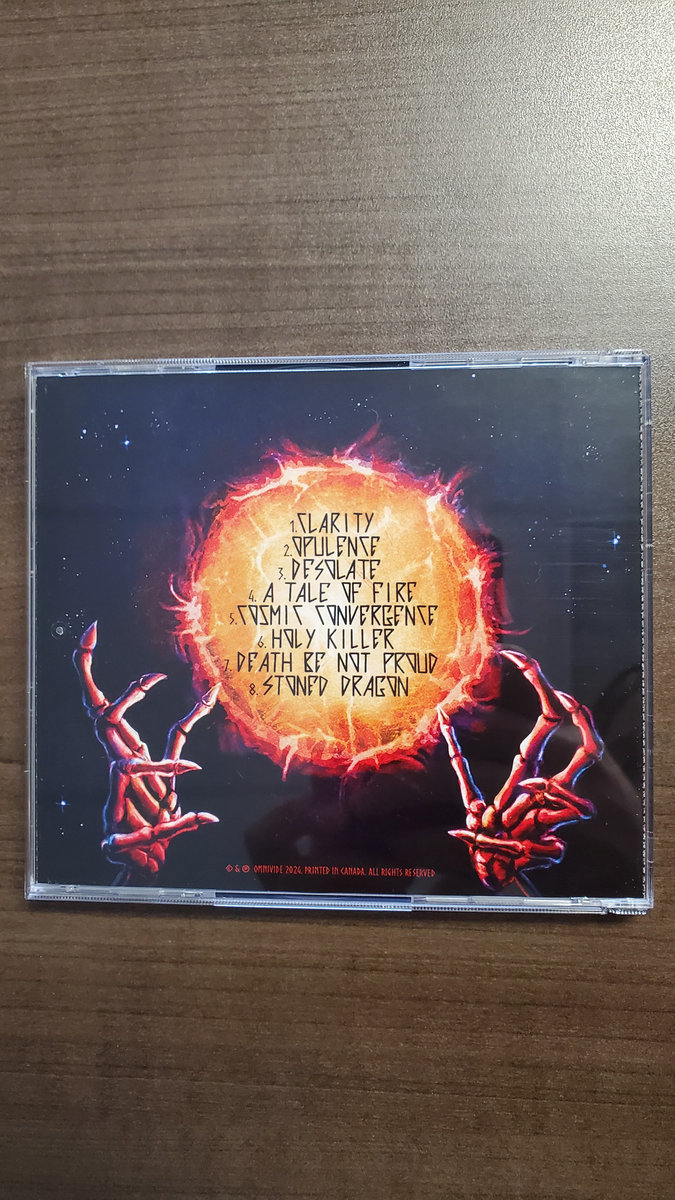 1. CLARITY
2. OPULENCE
3. DESOLATE
4. A TALE OF FIRE
5. COSMIC CONVERGENCE
6. HOLY KILLER
7. DEATH BE NOT PROUD
8. STONED DRAGON
© & ℗ OMNIVIDE 2024. PRINTED IN CANADA. ALL RIGHTS RESERVED